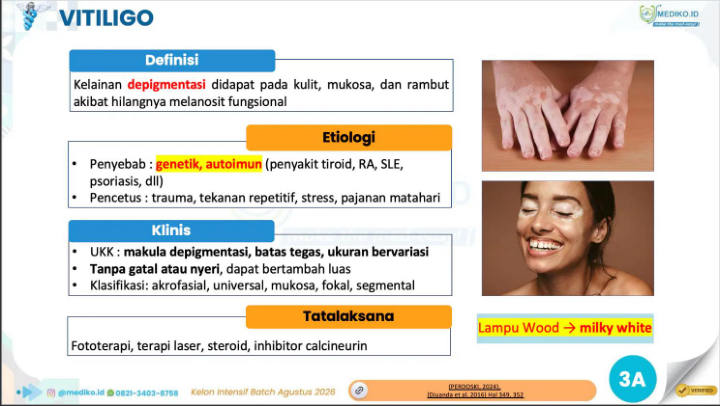 VITILIGO
MEDIKO.ID
Definisi
Kelainan depigmentasi didapat pada kulit, mukosa, dan rambut
akibat hilangnya melanosit fungsional
Etiologi
• Penyebab : genetik, autoimun (penyakit tiroid, RA, SLE,
psoriasis, dll)
• Pencetus : trauma, tekanan repetitif, stress, pajanan matahari
Klinis
• UKK : makula depigmentasi, batas tegas, ukuran bervariasi
• Tanpa gatal atau nyeri, dapat bertambah luas
• Klasifikasi: akrofasial, universal, mukosa, fokal, segmental
Tatalaksana
Fototerapi, terapi laser, steroid, inhibitor calcineurin
Lampu Wood → milky white
3A
@mediko.id 0821-3403-8758 Kelon Intensif Batch Agustus 2026
(PERDOSKI, 2024),
(Djuanda et al, 2016) Hal 349, 352
VERIFIED